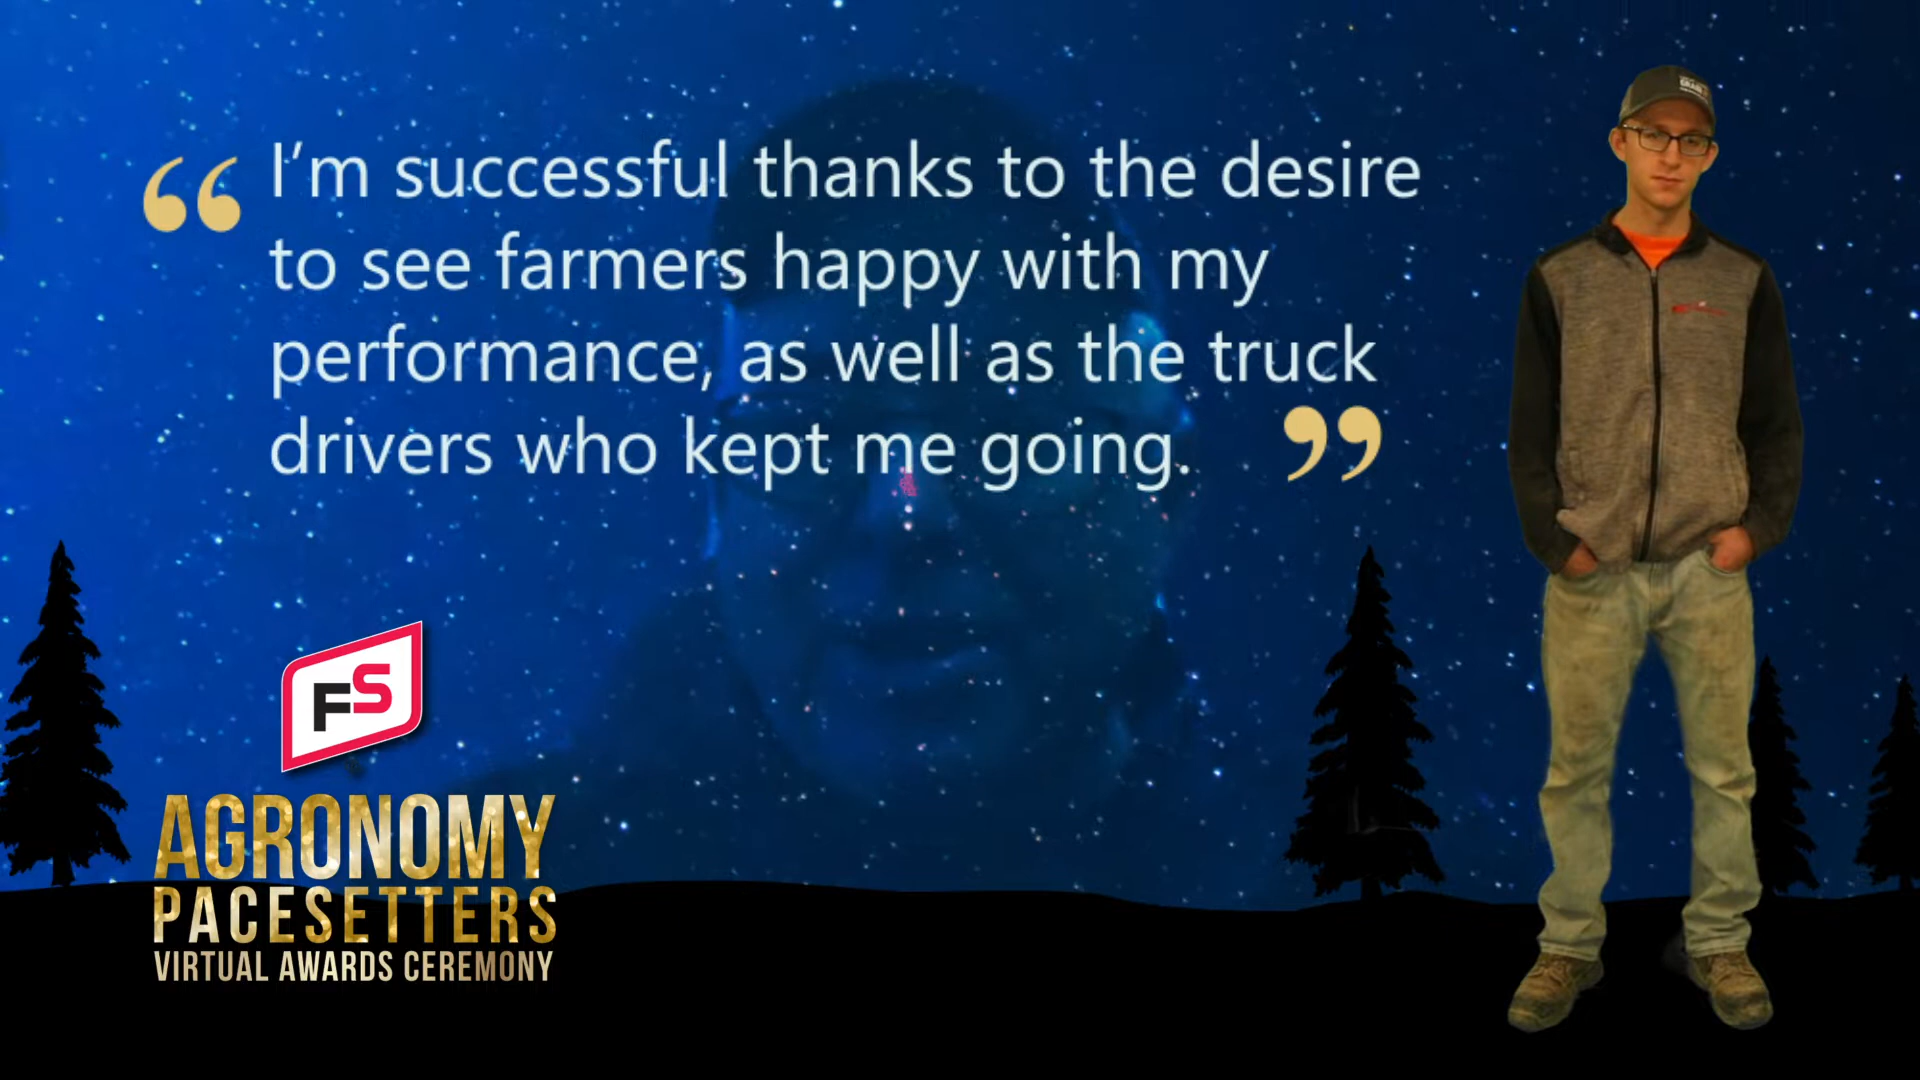 “I’m successful thanks to the desire
to see farmers happy with my
performance, as well as the truck
drivers who kept me going.”
FS
AGRONOMY
PACESETTERS
VIRTUAL AWARDS CEREMONY